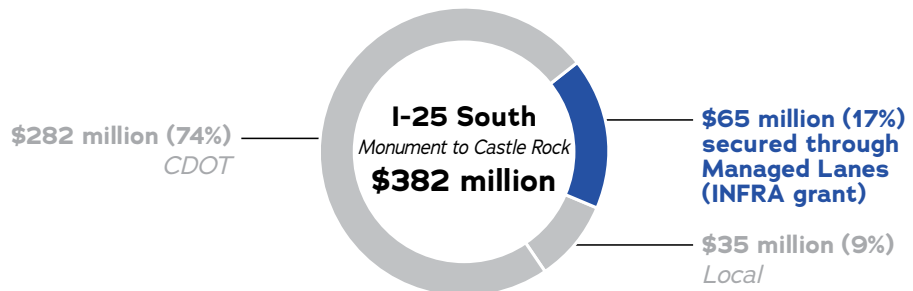 I-25 South
Monument to Castle Rock
$382 million
$282 million (74%)
CDOT
$65 million (17%)
secured through
Managed Lanes
(INFRA grant)
$35 million (9%)
Local